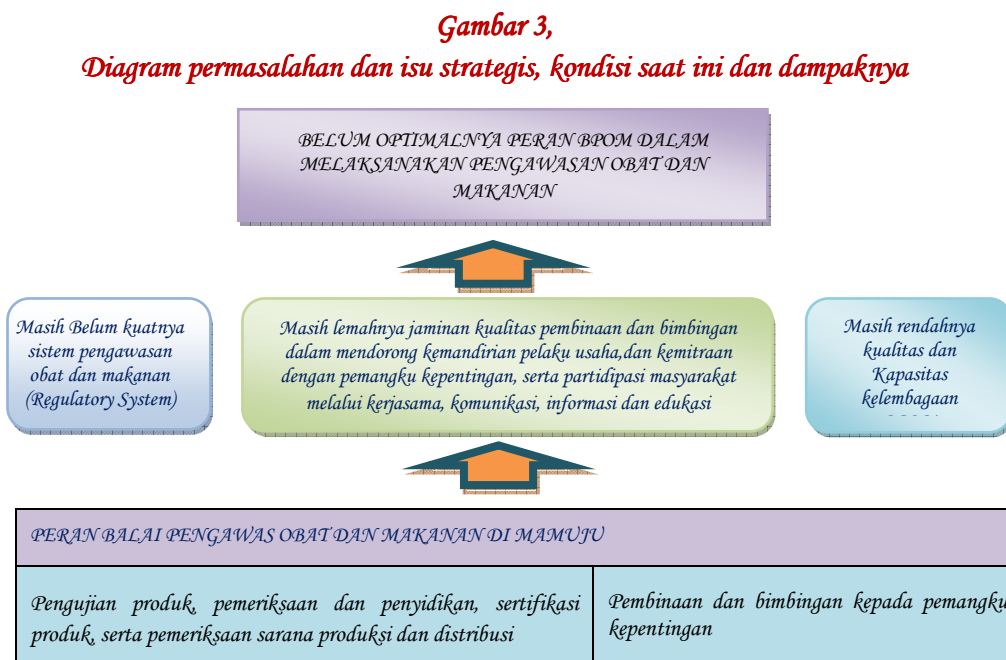 Gambar 3,
Diagram permasalahan dan isu strategis, kondisi saat ini dan dampaknya
BELUM OPTIMALNYA PERAN BPOM DALAM
MELAKSANAKAN PENGAWASAN OBAT DAN
MAKANAN
Masih Belum kuatnya
sistem pengawasan
obat dan makanan
(Regulatory System)
Masih lemahnya jaminan kualitas pembinaan dan bimbingan
dalam mendorong kemandirian pelaku usaha,dan kemitraan
dengan pemangku kepentingan, serta partidipasi masyarakat
melalui kerjasama, komunikasi, informasi dan edukasi
Masih rendahnya
kualitas dan
Kapasitas
kelembagaan
PERAN BALAI PENGAWAS OBAT DAN MAKANAN DI MAMUJU
Pengujian produk, pemeriksaan dan penyidikan, sertifikasi
produk, serta pemeriksaan sarana produksi dan distribusi
Pembinaan dan bimbingan kepada pemangku
kepentingan